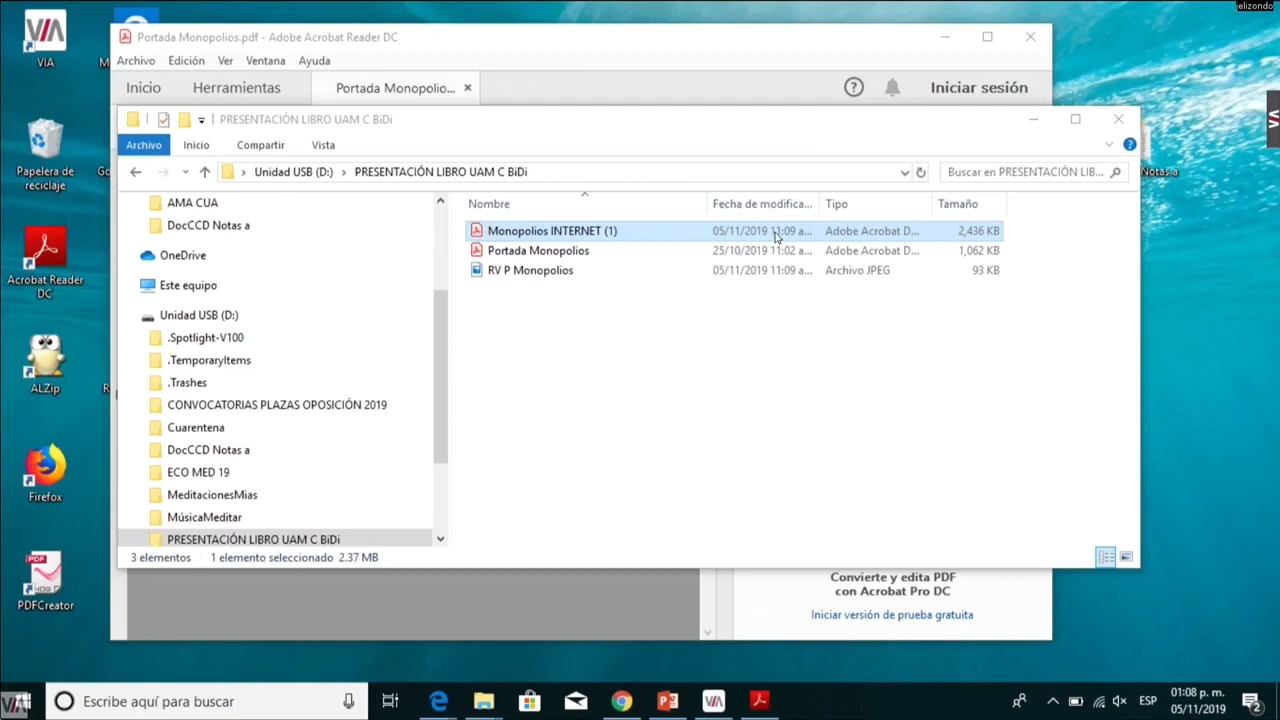 elizondo
VIA
Portada Monopolios.pdf - Adobe Acrobat Reader DC
Archivo Edición Ver Ventana Ayuda
Inicio Herramientas Portada Monopolio... × Iniciar sesión
PRESENTACIÓN LIBRO UAM C BiDi
Archivo Inicio Compartir Vista
Unidad USB (D:) > PRESENTACIÓN LIBRO UAM C BiDi
Buscar en PRESENTACIÓN LIB...
Nombre Fecha de modifica... Tipo Tamaño
Monopolios INTERNET (1) 05/11/2019 11:09 a... Adobe Acrobat D... 2,436 KB
Portada Monopolios 25/10/2019 11:02 a... Adobe Acrobat D... 1,062 KB
RV P Monopolios 05/11/2019 11:09 a... Archivo JPEG 93 KB
AMA CUA
DocCCD Notas a
OneDrive
Este equipo
Unidad USB (D:)
.Spotlight-V100
.TemporaryItems
.Trashes
CONVOCATORIAS PLAZAS OPOSICIÓN 2019
Cuarentena
DocCCD Notas a
ECO MED 19
MeditacionesMias
MúsicaMeditar
PRESENTACIÓN LIBRO UAM C BiDi
3 elementos 1 elemento seleccionado 2.37 MB
Convierte y edita PDF
con Acrobat Pro DC
Iniciar versión de prueba gratuita
VIA
Papelera de
reciclaje
Acrobat Reader
DC
ALZip
Firefox
PDF
PDFCreator
Notas a
Escribe aquí para buscar
VIA
ESP
01:08 p. m.
05/11/2019
2